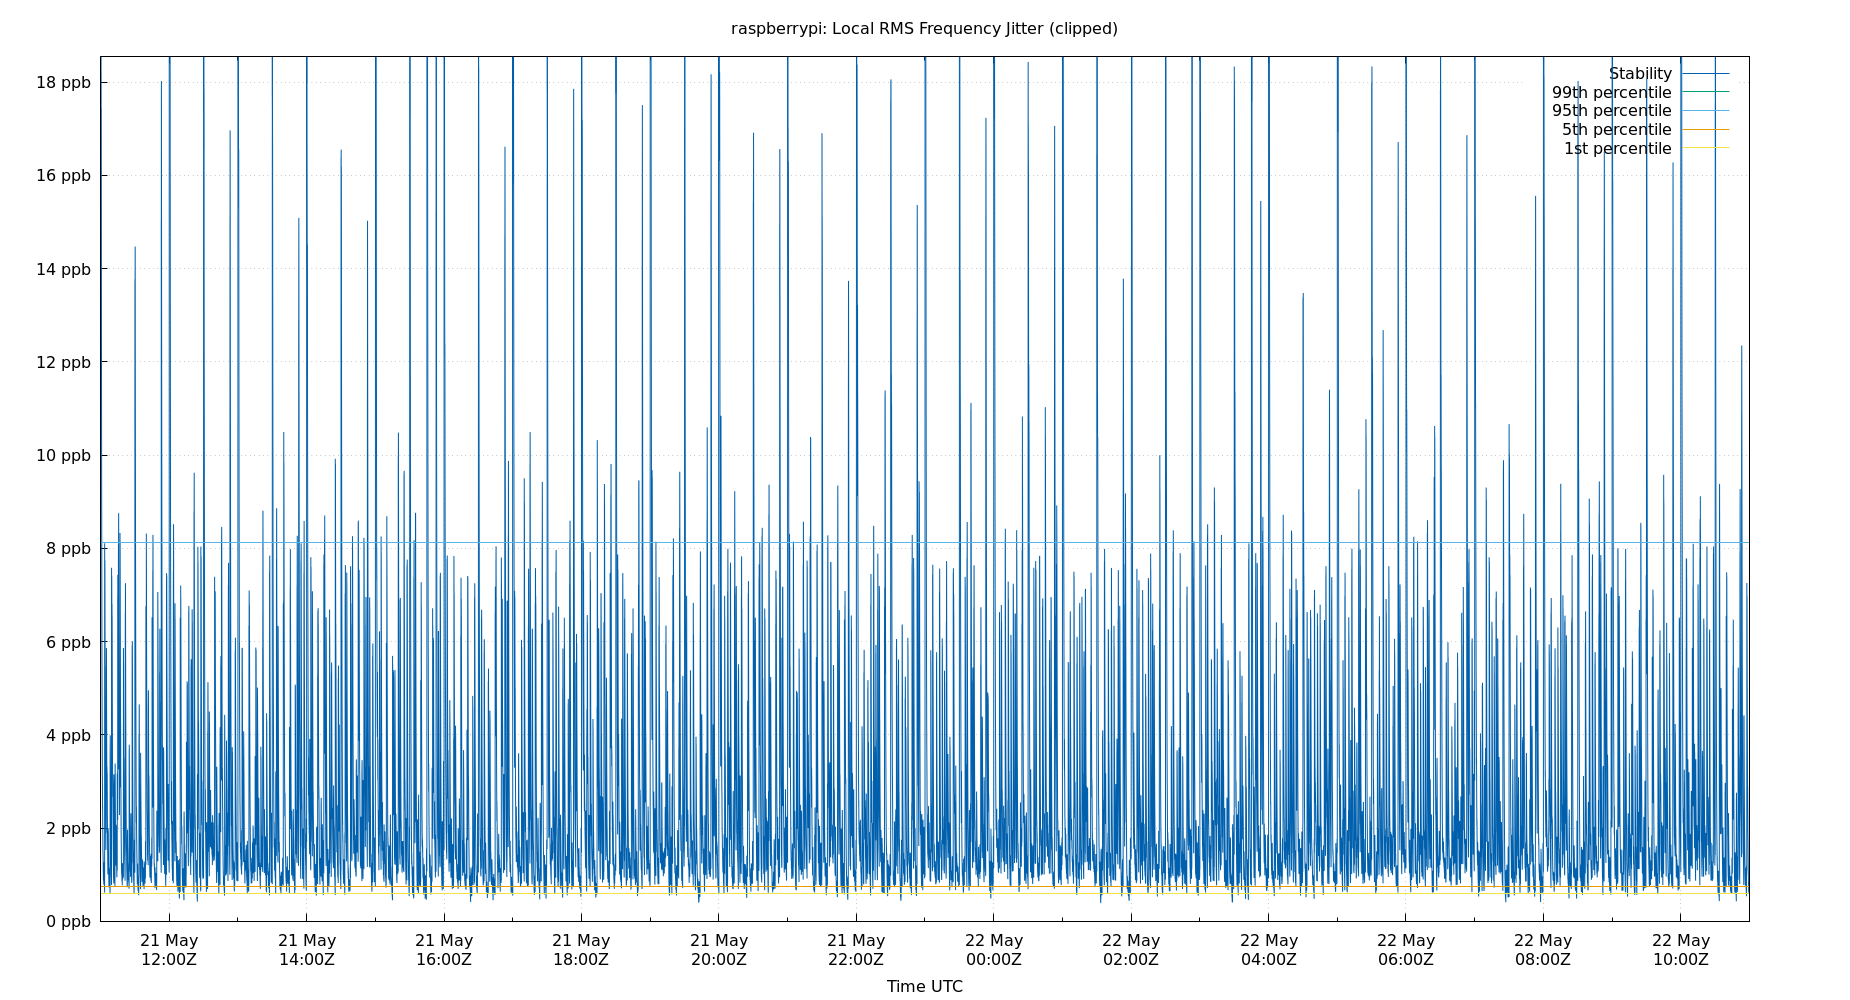 raspberrypi: Local RMS Frequency Jitter (clipped)
18 ppb
16 ppb
14 ppb
12 ppb
10 ppb
8 ppb
6 ppb
4 ppb
2 ppb
0 ppb
Stability
99th percentile
95th percentile
5th percentile
1st percentile
21 May 21 May 21 May 21 May 21 May 21 May 22 May 22 May 22 May 22 May 22 May 22 May
12:00Z 14:00Z 16:00Z 18:00Z 20:00Z 22:00Z 00:00Z 02:00Z 04:00Z 06:00Z 08:00Z 10:00Z
Time UTC